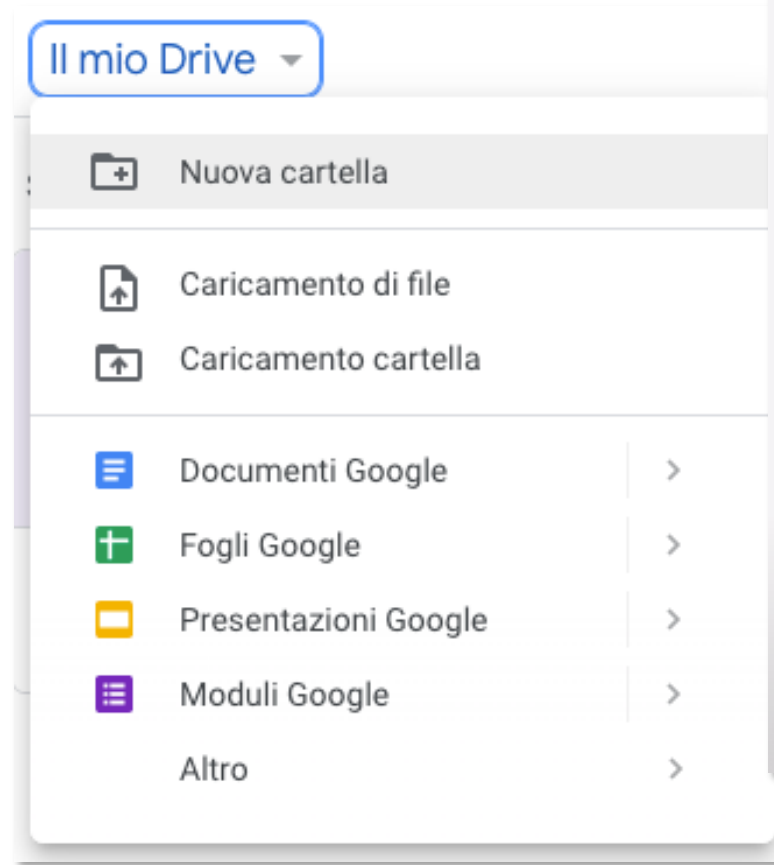 Il mio Drive
Nuova cartella
Caricamento di file
Caricamento cartella
Documenti Google
Fogli Google
Presentazioni Google
Moduli Google
Altro